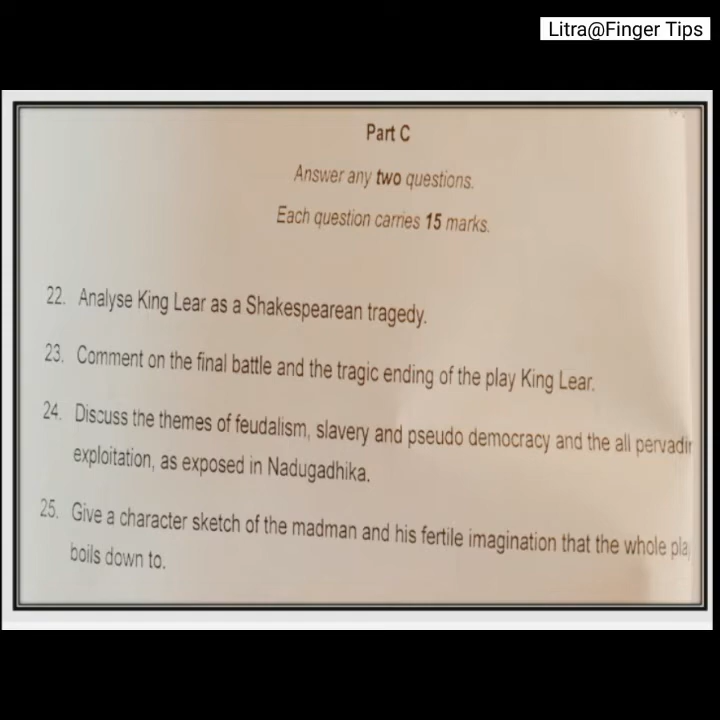 Litra@Finger Tips
Part C
Answer any two questions.
Each question carries 15 marks.
22. Analyse King Lear as a Shakespearean tragedy.
23. Comment on the final battle and the tragic ending of the play King Lear.
24. Discuss the themes of feudalism, slavery and pseudo democracy and the all pervadin
exploitation, as exposed in Nadugadhika.
25. Give a character sketch of the madman and his fertile imagination that the whole pla
boils down to.